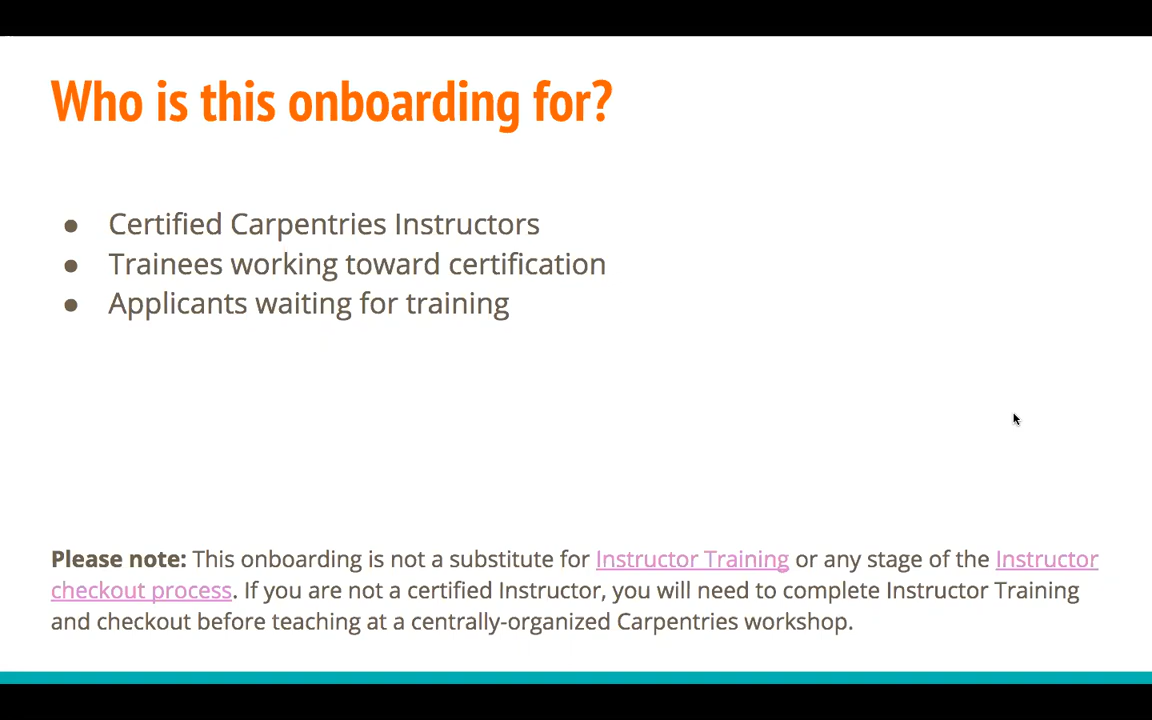 Who is this onboarding for?
● Certified Carpentries Instructors
● Trainees working toward certification
● Applicants waiting for training
Please note: This onboarding is not a substitute for Instructor Training or any stage of the Instructor
checkout process. If you are not a certified Instructor, you will need to complete Instructor Training
and checkout before teaching at a centrally-organized Carpentries workshop.